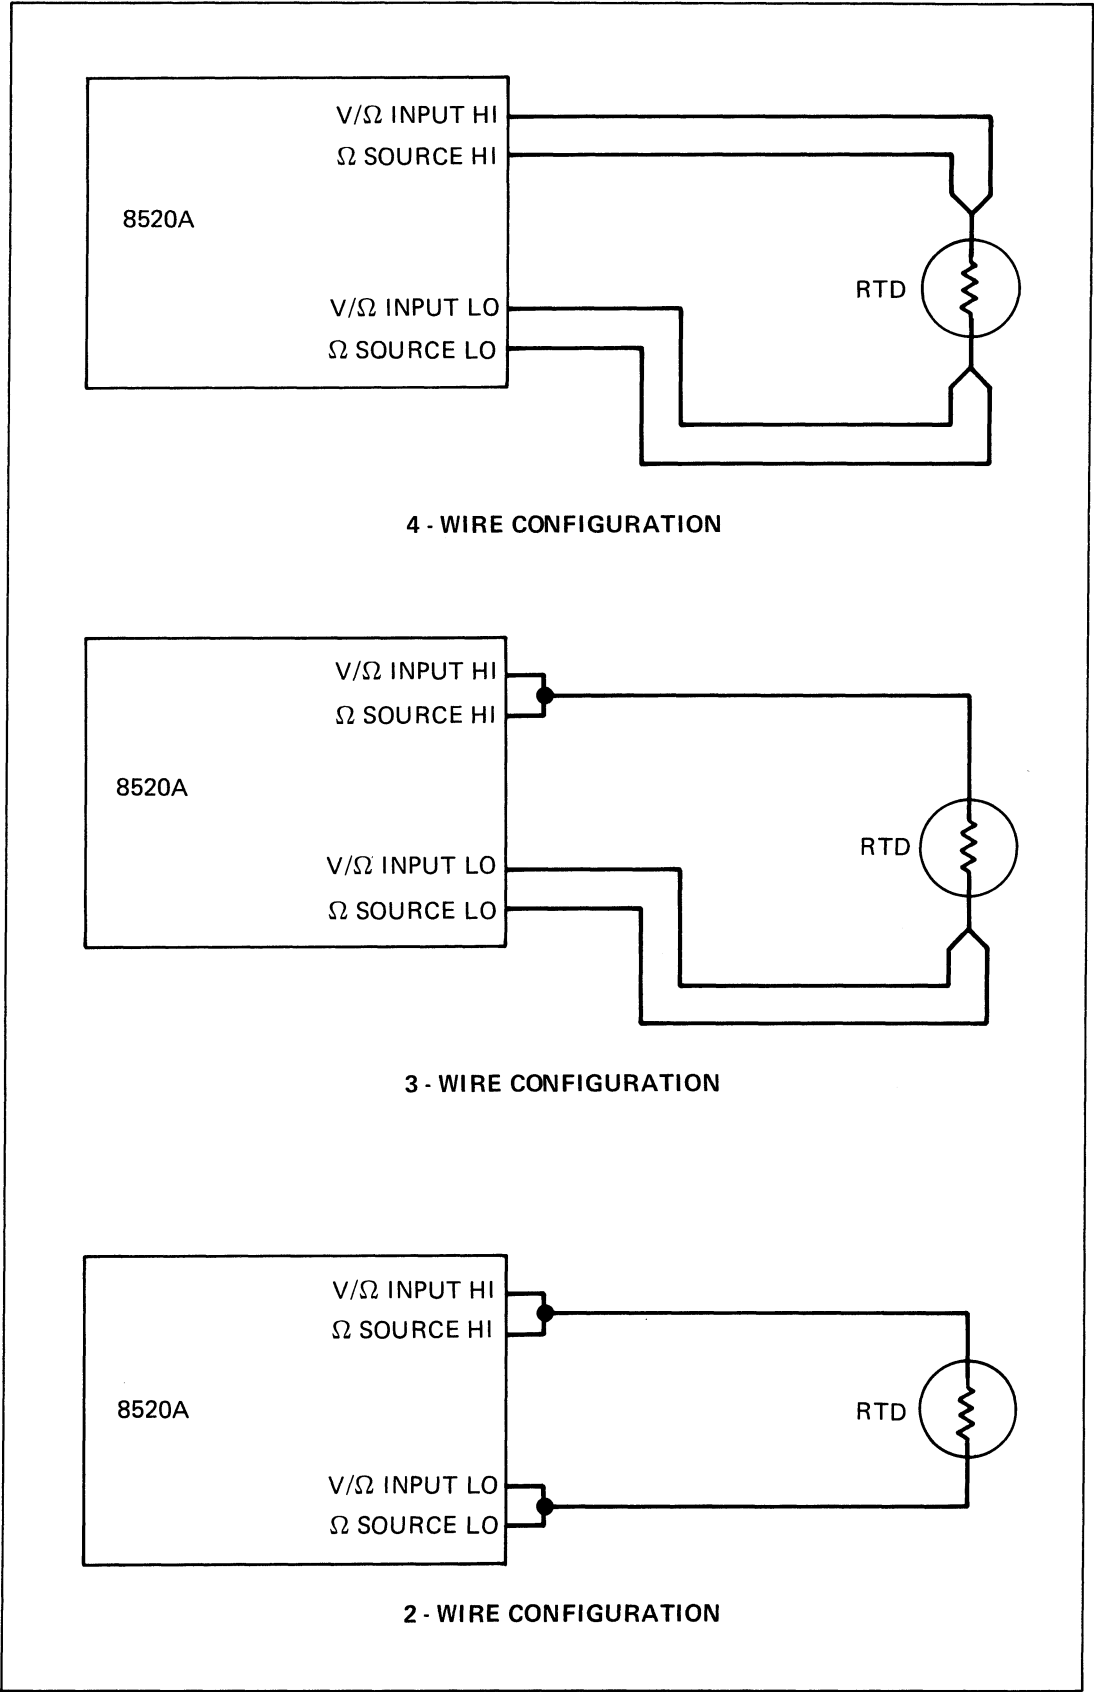 V/Ω INPUT HI
Ω SOURCE HI
8520A
RTD
V/Ω INPUT LO
Ω SOURCE LO
4 - WIRE CONFIGURATION
V/Ω INPUT HI
Ω SOURCE HI
8520A
RTD
V/Ω INPUT LO
Ω SOURCE LO
3 - WIRE CONFIGURATION
V/Ω INPUT HI
Ω SOURCE HI
8520A
RTD
V/Ω INPUT LO
Ω SOURCE LO
2 - WIRE CONFIGURATION